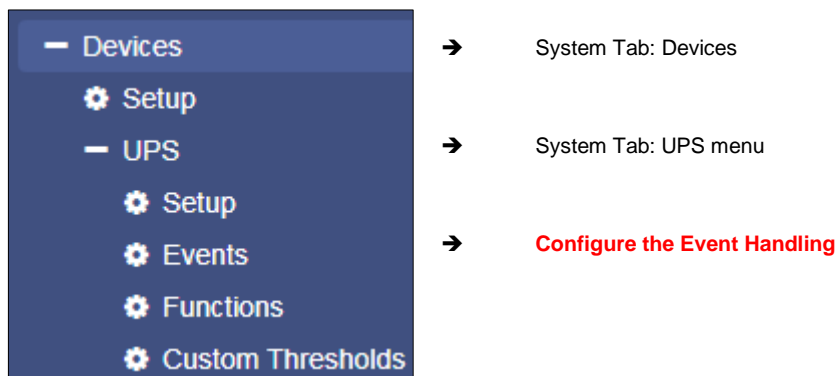 Devices ➔ System Tab: Devices
Setup
UPS ➔ System Tab: UPS menu
Setup
Events ➔ Configure the Event Handling
Functions
Custom Thresholds